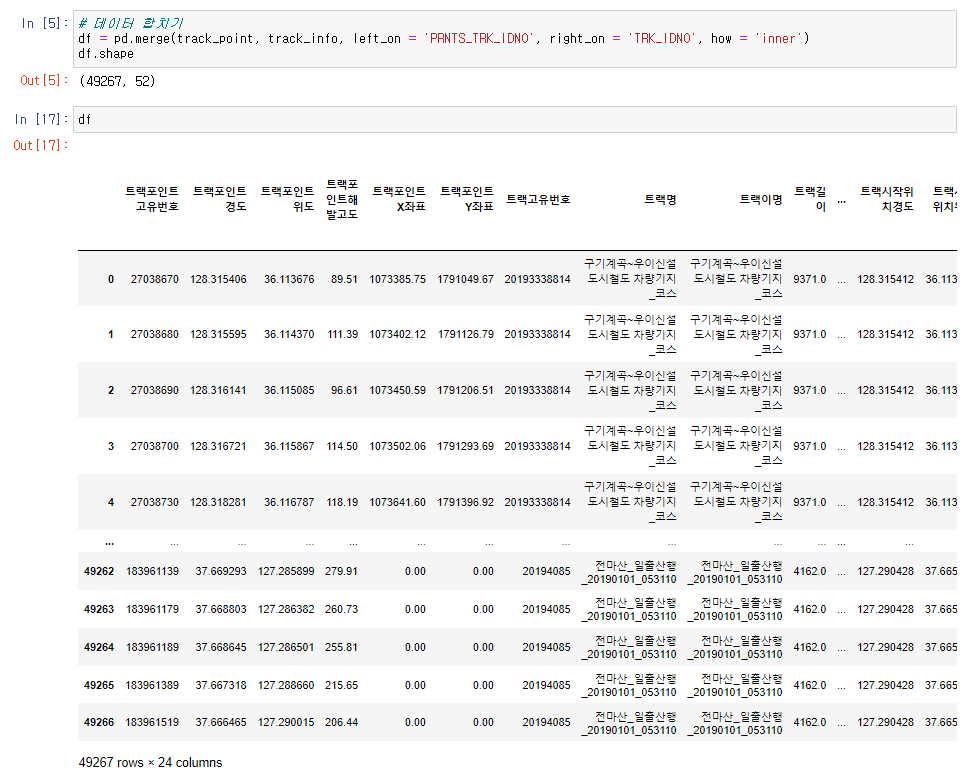 In [5]:
# 데이터 합치기
df = pd.merge(track_point, track_info, left_on = 'PRNTS_TRK_IDNO', right_on = 'TRK_IDNO', how = 'inner')
df.shape
Out[5]: (49267, 52)
In [17]: df
Out[17]:
트랙포인트 고유번호 트랙포인트 경도 트랙포인트 위도 트랙포인트해발고도 트랙포인트 X좌표 트랙포인트 Y좌표 트랙고유번호 트랙명 트랙이명 트랙길이 ... 트랙시작위치경도 트랙시 위치위
0 27038670 128.315406 36.113676 89.51 1073385.75 1791049.67 20193338814 구기계곡~우이신설도시철도 차량기지_코스 구기계곡~우이신설도시철도 차량기지_코스 9371.0 ... 128.315412 36.113
1 27038680 128.315595 36.114370 111.39 1073402.12 1791126.79 20193338814 구기계곡~우이신설도시철도 차량기지_코스 구기계곡~우이신설도시철도 차량기지_코스 9371.0 ... 128.315412 36.113
2 27038690 128.316141 36.115085 96.61 1073450.59 1791206.51 20193338814 구기계곡~우이신설도시철도 차량기지_코스 구기계곡~우이신설도시철도 차량기지_코스 9371.0 ... 128.315412 36.113
3 27038700 128.316721 36.115867 114.50 1073502.06 1791293.69 20193338814 구기계곡~우이신설도시철도 차량기지_코스 구기계곡~우이신설도시철도 차량기지_코스 9371.0 ... 128.315412 36.113
4 27038730 128.318281 36.116787 118.19 1073641.60 1791396.92 20193338814 구기계곡~우이신설도시철도 차량기지_코스 구기계곡~우이신설도시철도 차량기지_코스 9371.0 ... 128.315412 36.113
... ... ... ... ... ... ... ... ... ... ... ... ...
49262 183961139 37.669293 127.285899 279.91 0.00 0.00 20194085 천마산_일출산행_20190101_053110 천마산_일출산행_20190101_053110 4162.0 ... 127.290428 37.665
49263 183961179 37.668803 127.286382 260.73 0.00 0.00 20194085 천마산_일출산행_20190101_053110 천마산_일출산행_20190101_053110 4162.0 ... 127.290428 37.665
49264 183961189 37.668645 127.286501 255.81 0.00 0.00 20194085 천마산_일출산행_20190101_053110 천마산_일출산행_20190101_053110 4162.0 ... 127.290428 37.665
49265 183961389 37.667318 127.288660 215.65 0.00 0.00 20194085 천마산_일출산행_20190101_053110 천마산_일출산행_20190101_053110 4162.0 ... 127.290428 37.665
49266 183961519 37.666465 127.290015 206.44 0.00 0.00 20194085 천마산_일출산행_20190101_053110 천마산_일출산행_20190101_053110 4162.0 ... 127.290428 37.665
49267 rows × 24 columns